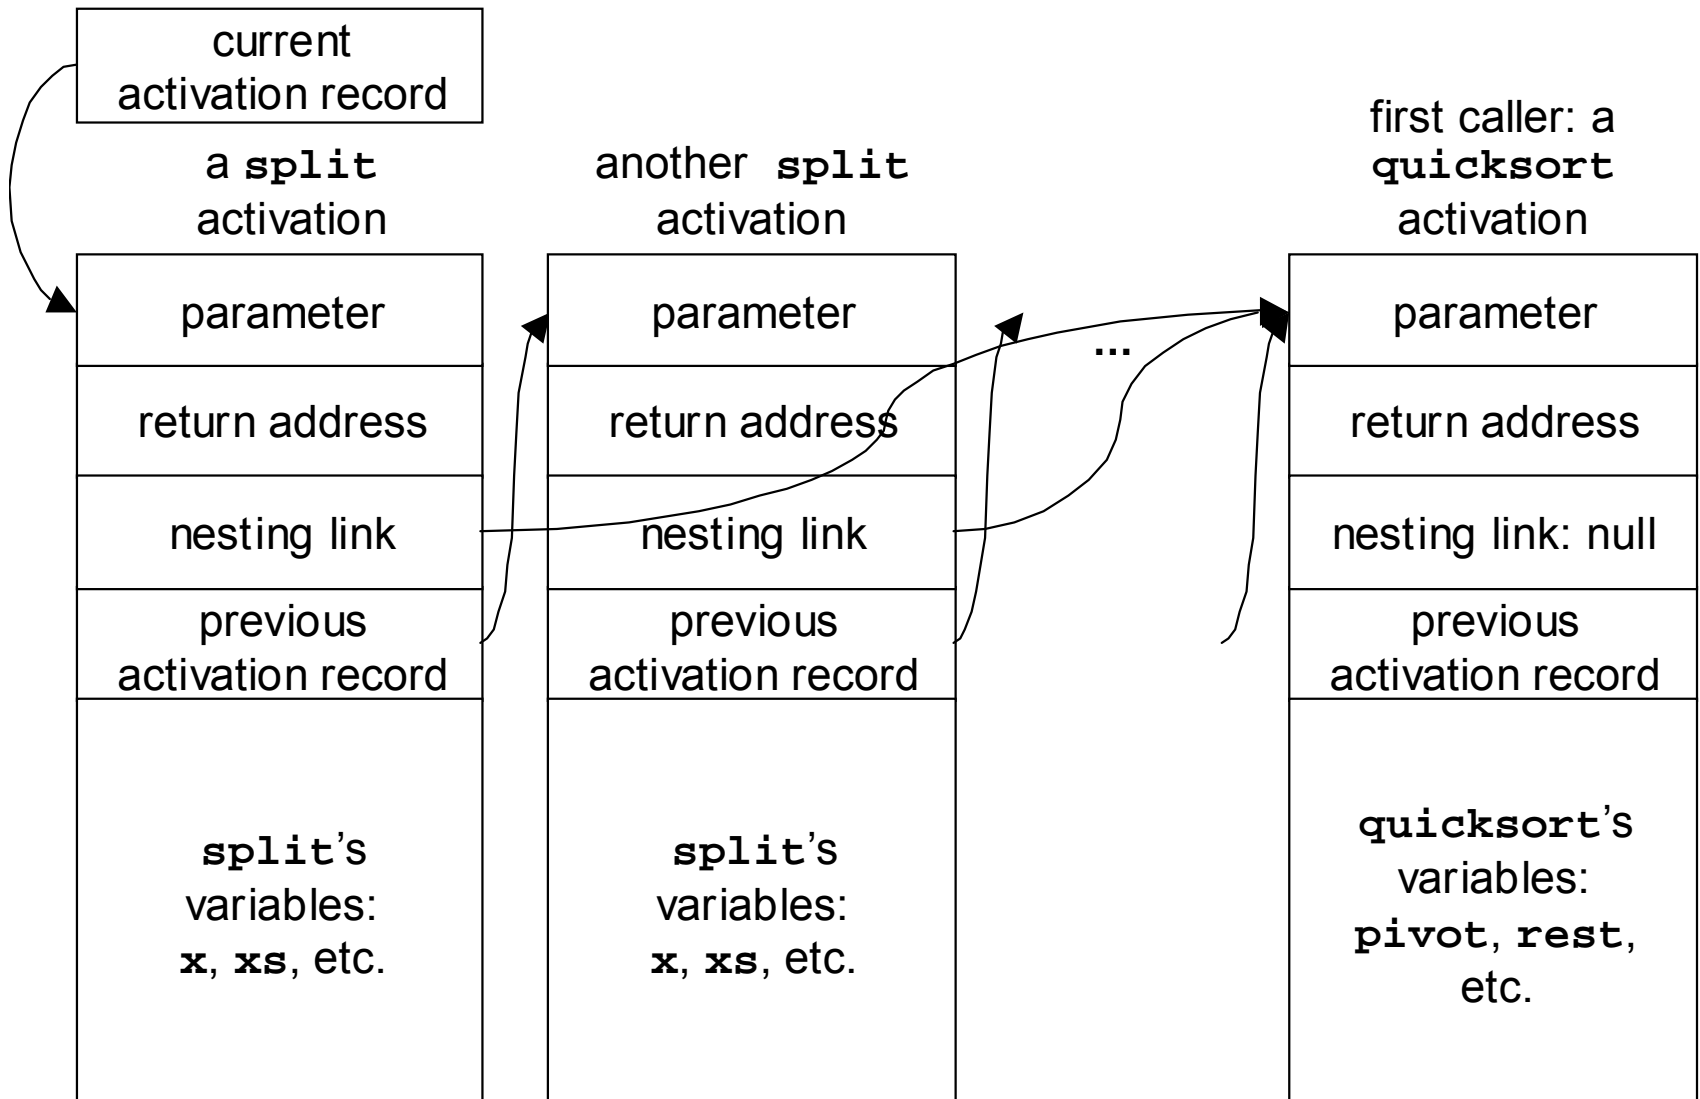 current
activation record
a split
activation
another split
activation
first caller: a
quicksort
activation
parameter
return address
nesting link
previous
activation record
split's
variables:
x, xs, etc.
parameter
return address
nesting link
previous
activation record
split's
variables:
x, xs, etc.
...
parameter
return address
nesting link: null
previous
activation record
quicksort's
variables:
pivot, rest,
etc.